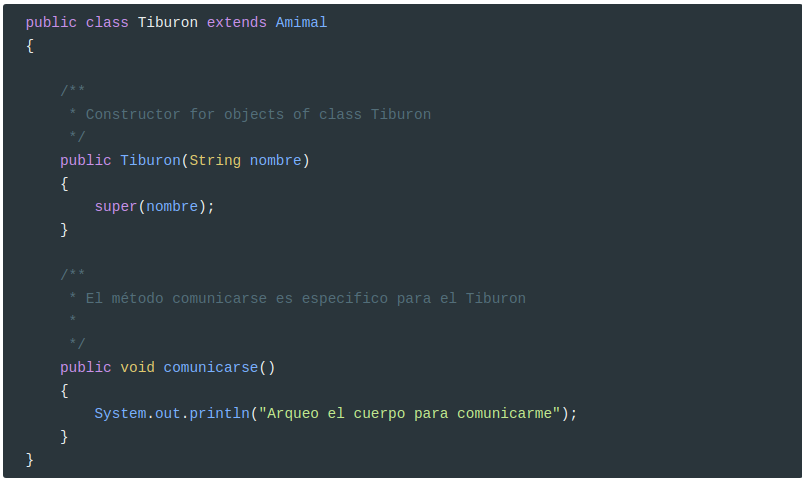 public class Tiburon extends Amimal
{
/**
* Constructor for objects of class Tiburon
*/
public Tiburon(String nombre)
{
super(nombre);
}
/**
* El método comunicarse es especifico para el Tiburon
*
*/
public void comunicarse()
{
System.out.println("Arqueo el cuerpo para comunicarme");
}
}